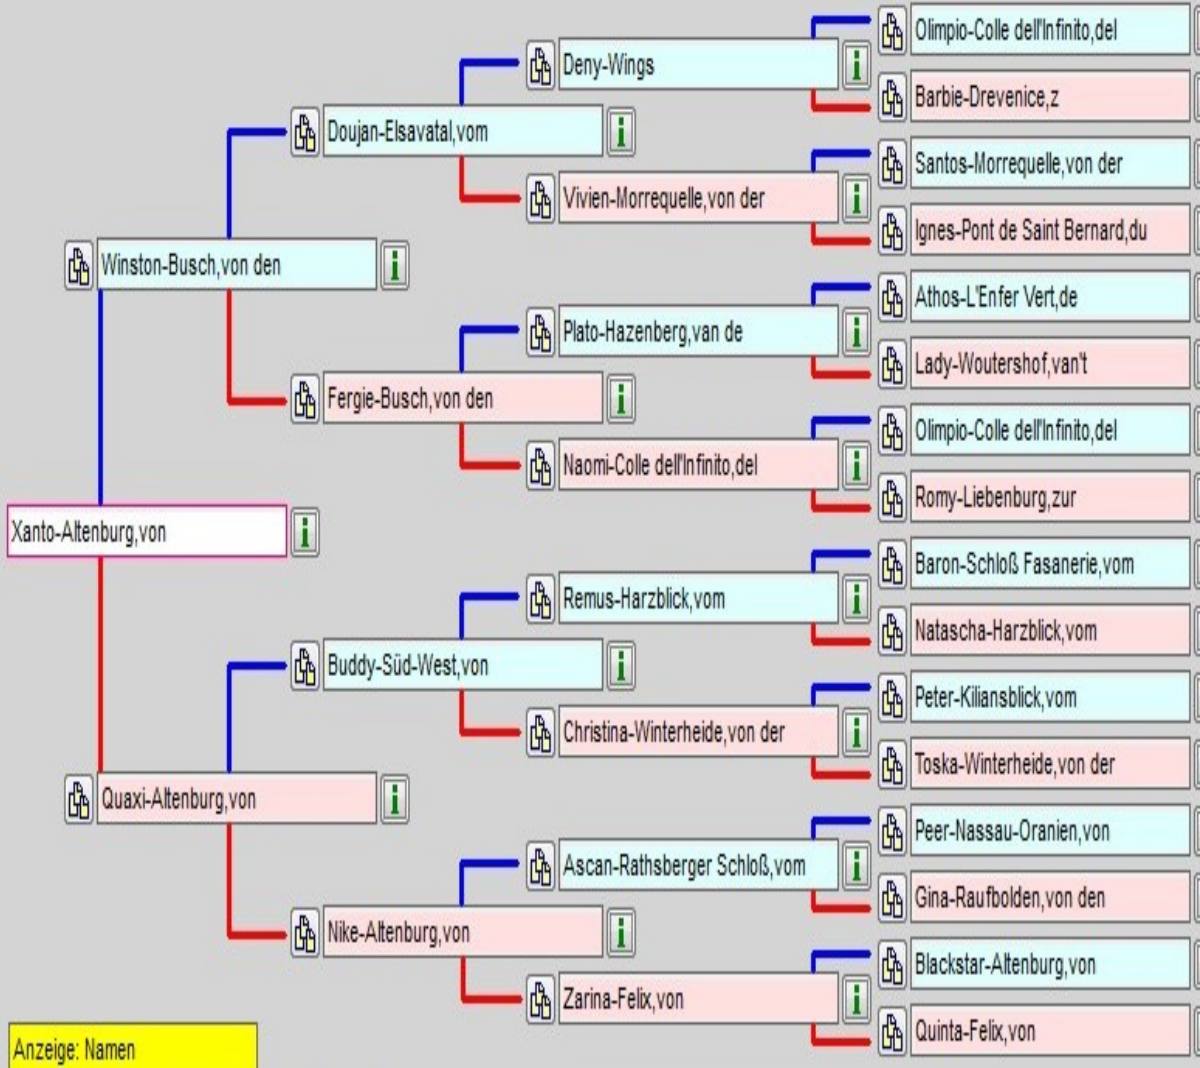 Olimpio-Colle dell'Infinito,del
Deny-Wings
Barbie-Drevenice,z
Doujan-Elsavatal,vom
Santos-Morrequelle,von der
Vivien-Morrequelle,von der
Ignes-Pont de Saint Bernard,du
Winston-Busch,von den
Athos-L'Enfer Vert,de
Plato-Hazenberg,van de
Lady-Woutershof,van't
Fergie-Busch,von den
Olimpio-Colle dell'Infinito,del
Naomi-Colle dell'Infinito,del
Romy-Liebenburg,zur
Xanto-Altenburg,von
Baron-Schloß Fasanerie,vom
Remus-Harzblick,vom
Natascha-Harzblick,vom
Buddy-Süd-West,von
Peter-Kiliansblick,vom
Christina-Winterheide,von der
Toska-Winterheide,von der
Quaxi-Altenburg,von
Peer-Nassau-Oranien,von
Ascan-Rathsberger Schloß,vom
Gina-Raufbolden,von den
Nike-Altenburg,von
Blackstar-Altenburg,von
Zarina-Felix,von
Quinta-Felix,von
Anzeige: Namen